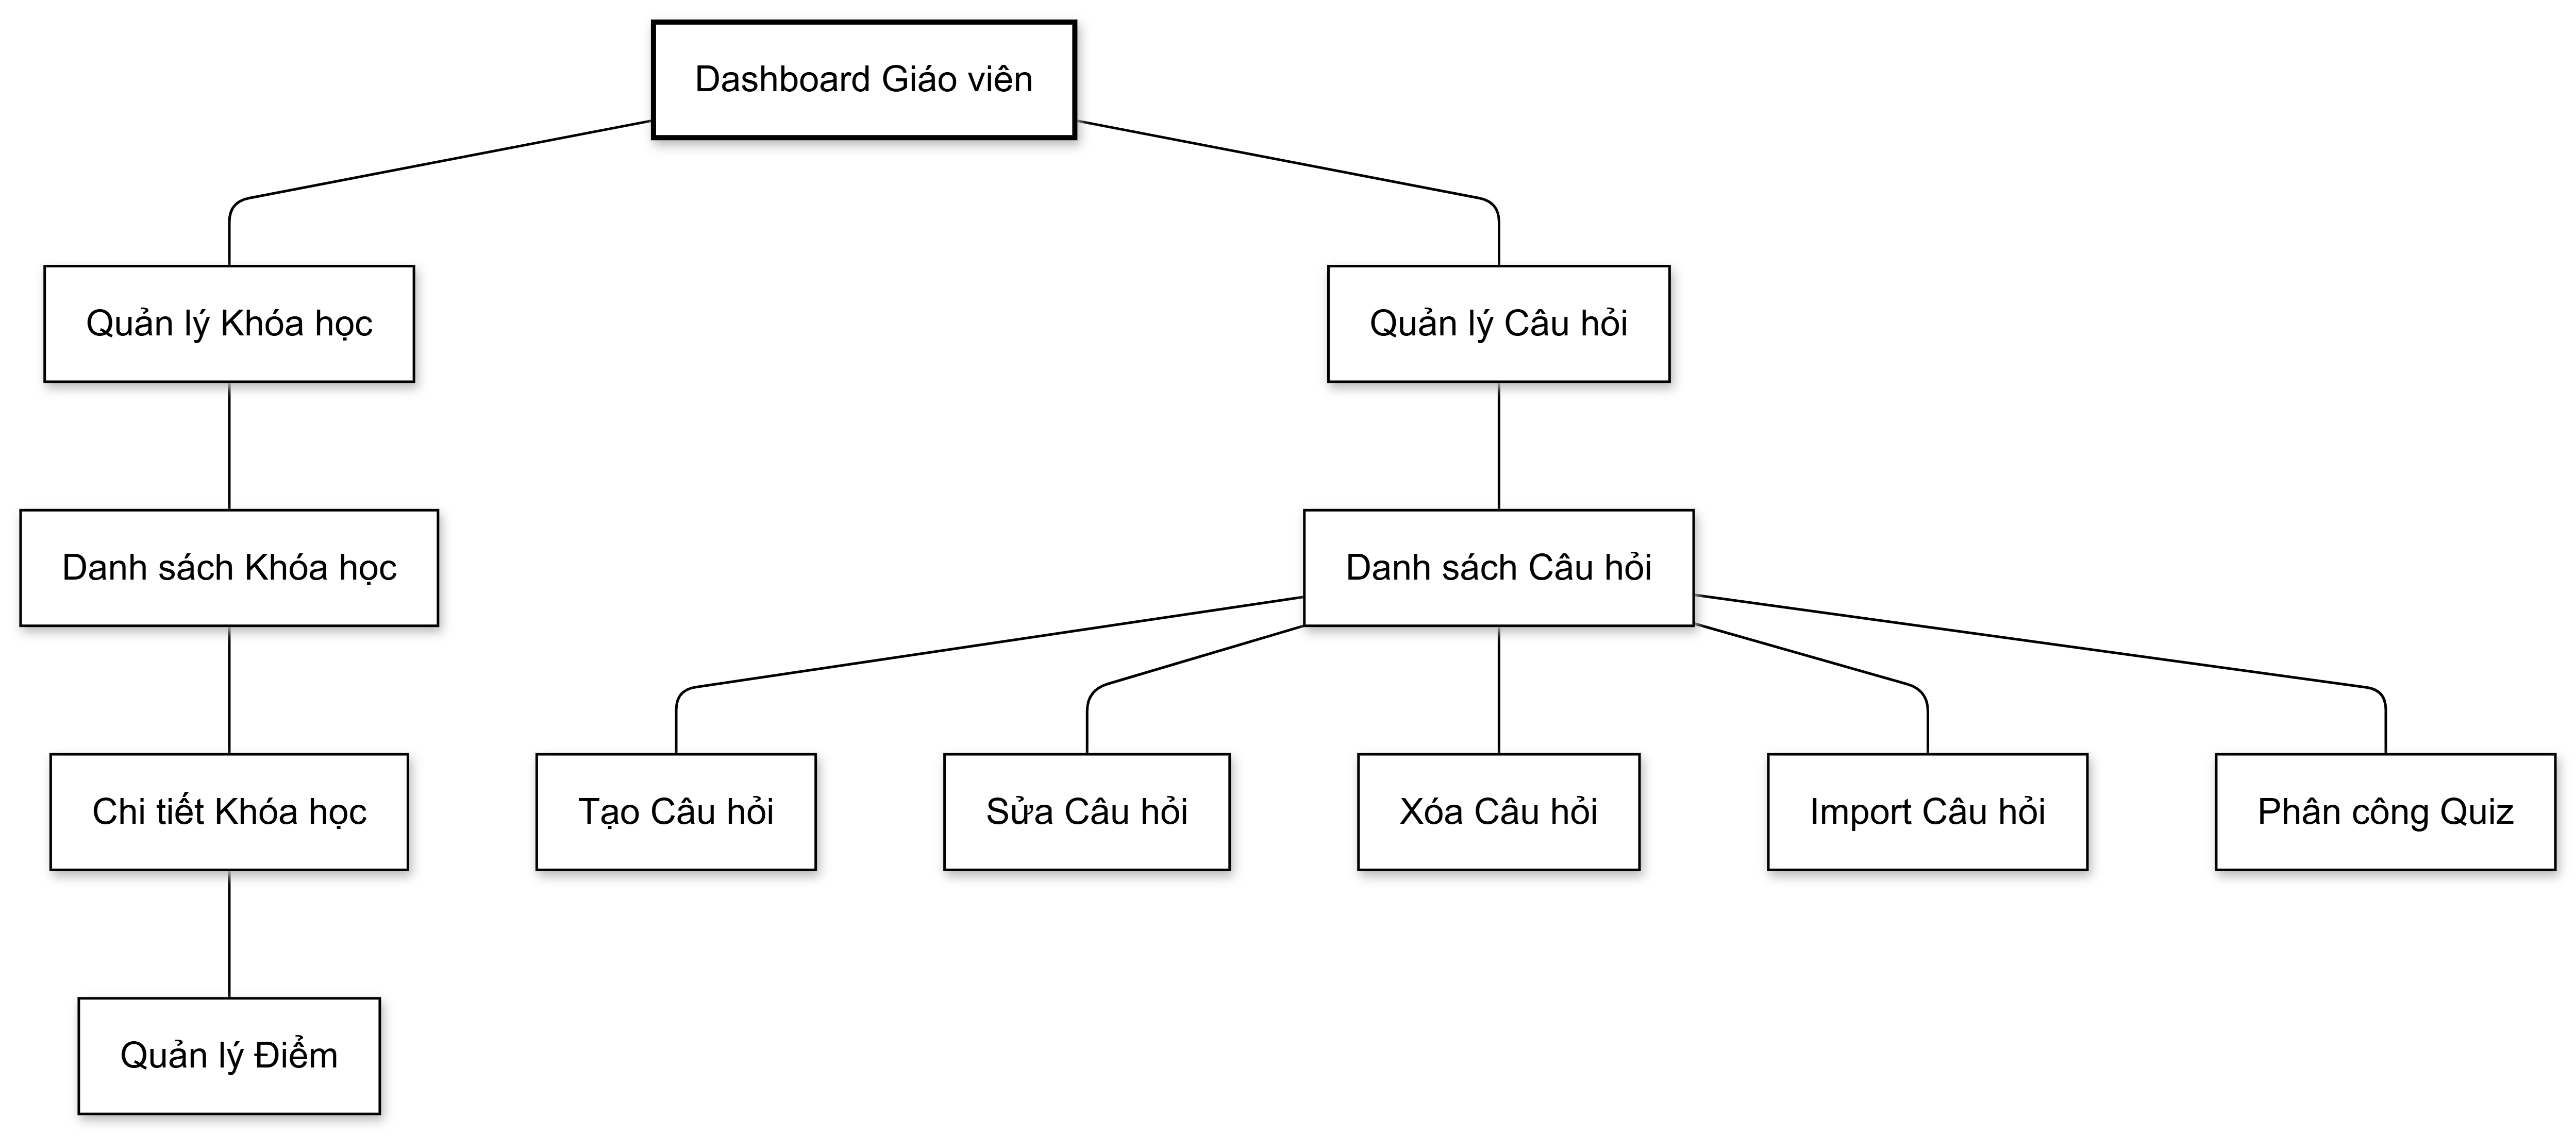 Dashboard Giáo viên
Quản lý Khóa học
Quản lý Câu hỏi
Danh sách Khóa học
Danh sách Câu hỏi
Chi tiết Khóa học
Tạo Câu hỏi
Sửa Câu hỏi
Xóa Câu hỏi
Import Câu hỏi
Phân công Quiz
Quản lý Điểm